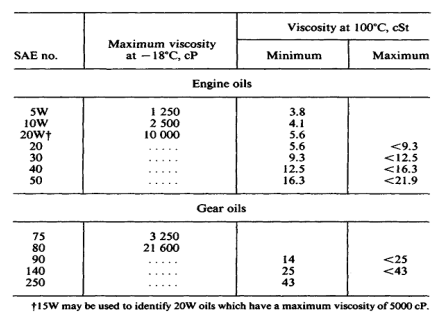 Viscosity at 100°C, cSt
SAE no. Maximum viscosity at −18°C, cP Minimum Maximum
Engine oils
5W 1 250 3.8
10W 2 500 4.1
20W† 10 000 5.6
20 ..... 5.6 <9.3
30 ..... 9.3 <12.5
40 ..... 12.5 <16.3
50 ..... 16.3 <21.9
Gear oils
75 3 250
80 21 600
90 ..... 14 <25
140 ..... 25 <43
250 ..... 43
†15W may be used to identify 20W oils which have a maximum viscosity of 5000 cP.